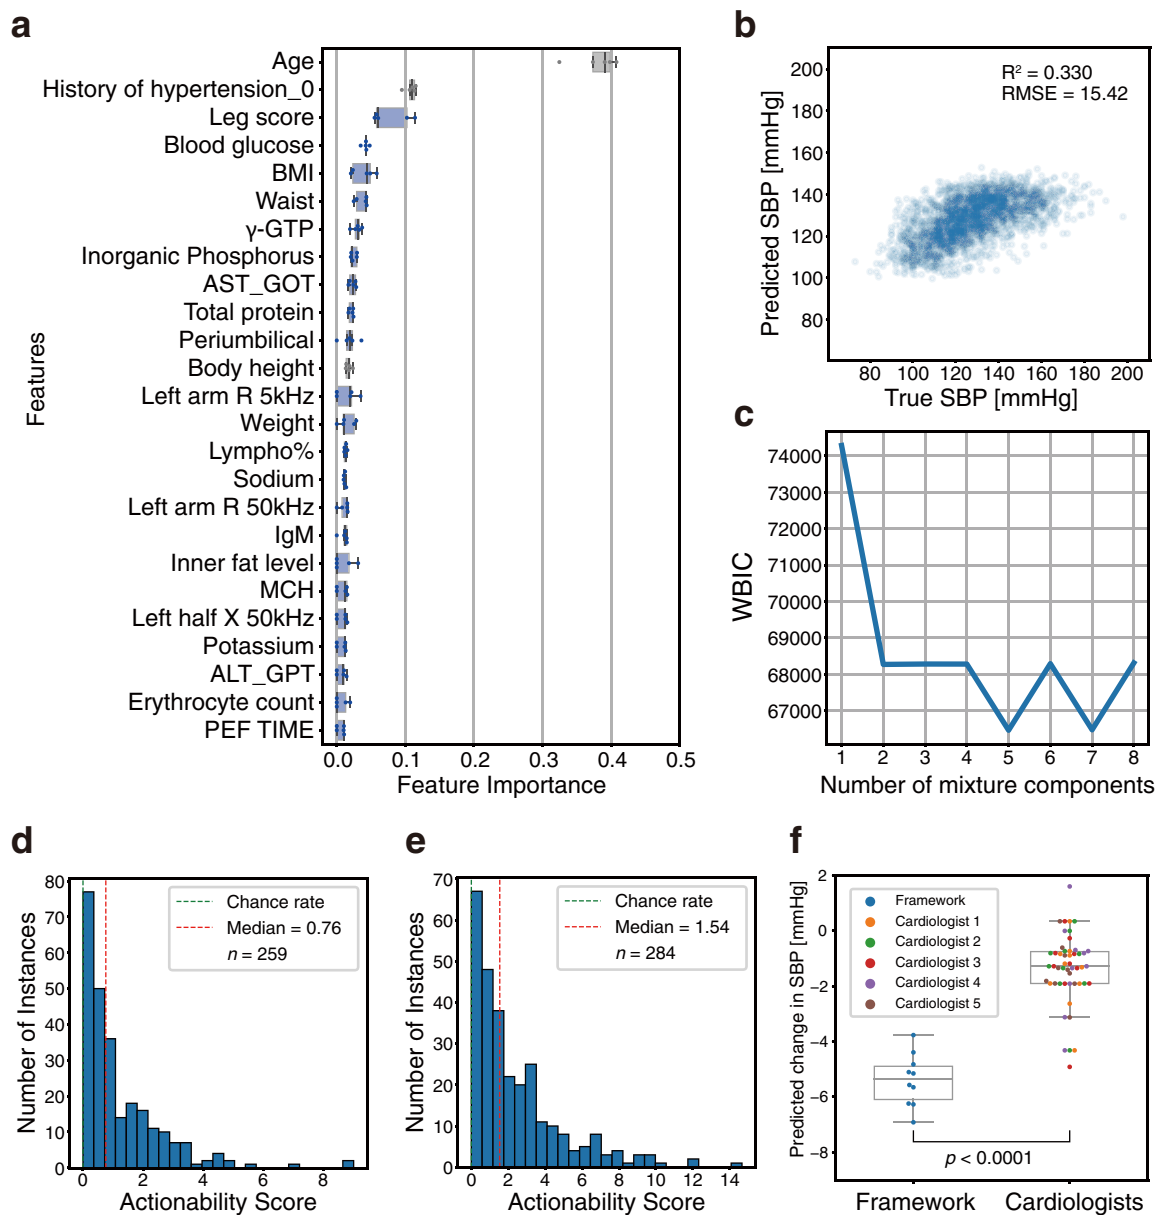 a
Features
Age
History of hypertension_0
Leg score
Blood glucose
BMI
Waist
γ-GTP
Inorganic Phosphorus
AST_GOT
Total protein
Periumbilical
Body height
Left arm R 5kHz
Weight
Lympho%
Sodium
Left arm R 50kHz
IgM
Inner fat level
MCH
Left half X 50kHz
Potassium
ALT_GPT
Erythrocyte count
PEF TIME
0.0 0.1 0.2 0.3 0.4 0.5
Feature Importance
b
Predicted SBP [mmHg]
200
180
160
140
120
100
80
R² = 0.330
RMSE = 15.42
80 100 120 140 160 180 200
True SBP [mmHg]
c
WBIC
74000
73000
72000
71000
70000
69000
68000
67000
1 2 3 4 5 6 7 8
Number of mixture components
d
Number of Instances
80
70
60
50
40
30
20
10
0
Chance rate
Median = 0.76
n = 259
0 2 4 6 8
Actionability Score
e
Number of Instances
70
60
50
40
30
20
10
0
Chance rate
Median = 1.54
n = 284
0 2 4 6 8 10 12 14
Actionability Score
f
Predicted change in SBP [mmHg]
2
0
−2
−4
−6
−8
Framework
Cardiologist 1
Cardiologist 2
Cardiologist 3
Cardiologist 4
Cardiologist 5
p < 0.0001
Framework Cardiologists